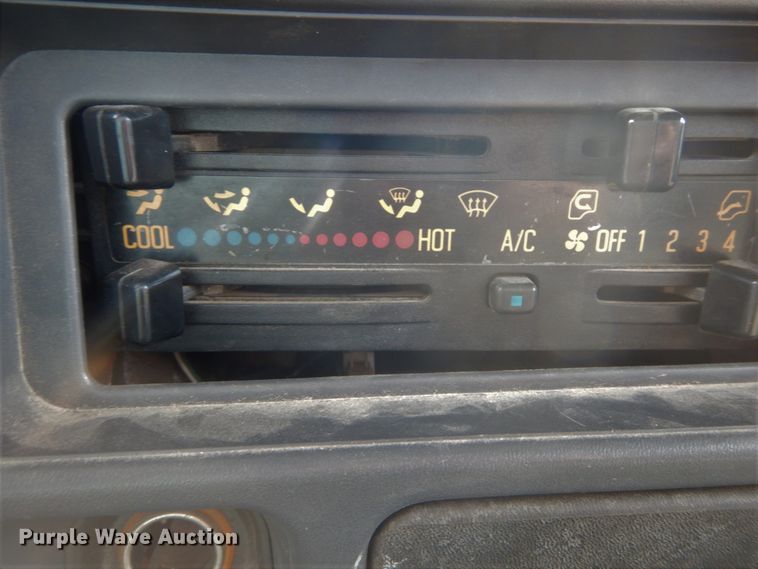 COOL HOT A/C OFF 1 2 3 4
Purple Wave Auction